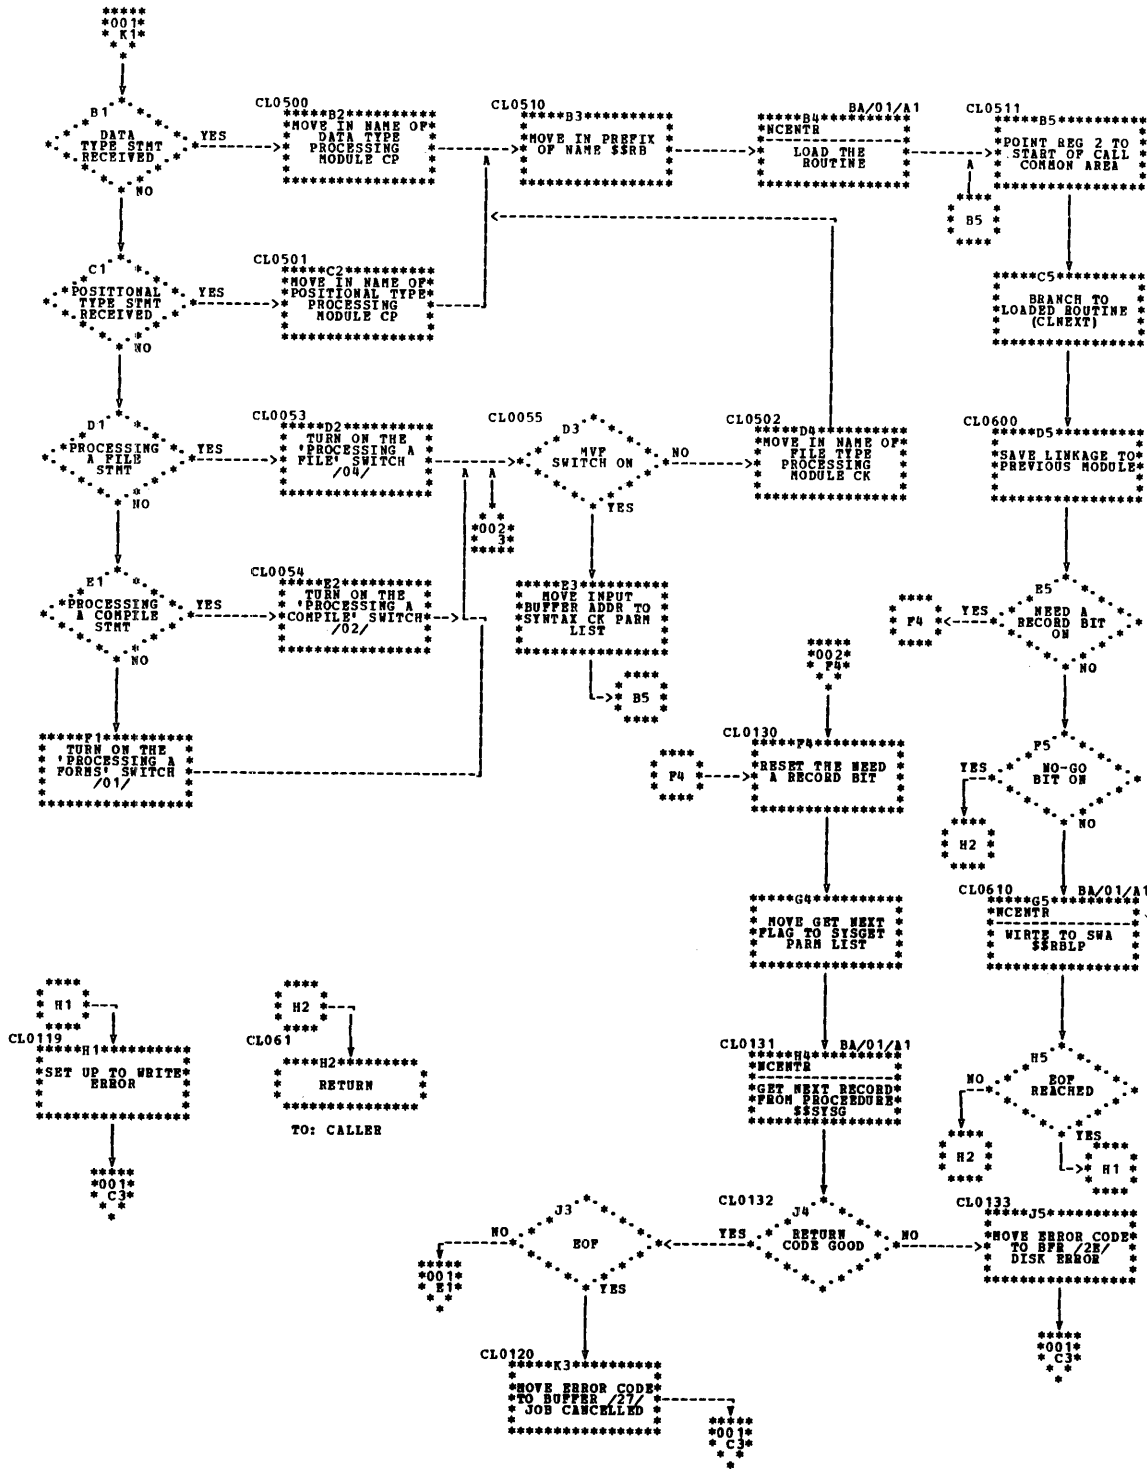 001
K1
B1
DATA
TYPE STMT
RECEIVED
YES
NO
CL0500
B2
MOVE IN NAME OF
DATA TYPE
PROCESSING
MODULE CP
CL0510
B3
MOVE IN PREFIX
OF NAME $$RB
BA/01/A1
B4
NCENTR
LOAD THE
ROUTINE
CL0511
B5
POINT REG 2 TO
START OF CALL
COMMON AREA
B5
C1
POSITIONAL
TYPE STMT
RECEIVED
YES
NO
CL0501
C2
MOVE IN NAME OF
POSITIONAL TYPE
PROCESSING
MODULE CP
C5
BRANCH TO
LOADED ROUTINE
(CLNEXT)
D1
PROCESSING
A FILE
STMT
YES
NO
CL0053
D2
TURN ON THE
'PROCESSING A
FILE' SWITCH
/04/
002
3
CL0055
D3
MVF
SWITCH ON
NO
YES
CL0502
D4
MOVE IN NAME OF
FILE TYPE
PROCESSING
MODULE CK
CL0600
D5
SAVE LINKAGE TO
PREVIOUS MODULE
E1
PROCESSING
A COMPILE
STMT
YES
NO
CL0054
E2
TURN ON THE
'PROCESSING A
COMPILE' SWITCH
/02/
E3
MOVE INPUT
BUFFER ADDR TO
SYNTAX CK PARM
LIST
B5
E5
NEED A
RECORD BIT
ON
YES
NO
F4
002
F4
F1
TURN ON THE
'PROCESSING A
FORMS' SWITCH
/01/
F4
CL0130
F4
RESET THE NEED
A RECORD BIT
F5
NO-GO
BIT ON
YES
NO
H2
G4
MOVE GET NEXT
FLAG TO SYSGET
PARM LIST
CL0610
BA/01/A1
G5
NCENTR
WIRTE TO SWA
$$RBLP
H1
CL0119
H1
SET UP TO WRITE
ERROR
001
C3
H2
CL061
H2
RETURN
TO: CALLER
CL0131
BA/01/A1
H4
NCENTR
GET NEXT RECORD
FROM PROCEEDURE
$$SYSG
H5
EOF
REACHED
NO
YES
H2
H1
J3
EOF
NO
YES
001
E1
CL0132
J4
RETURN
CODE GOOD
YES
NO
CL0133
J5
MOVE ERROR CODE
TO BFR /2E/
DISK ERROR
001
C3
CL0120
K3
MOVE ERROR CODE
TO BUFFER /27/
JOB CANCELLED
001
C3